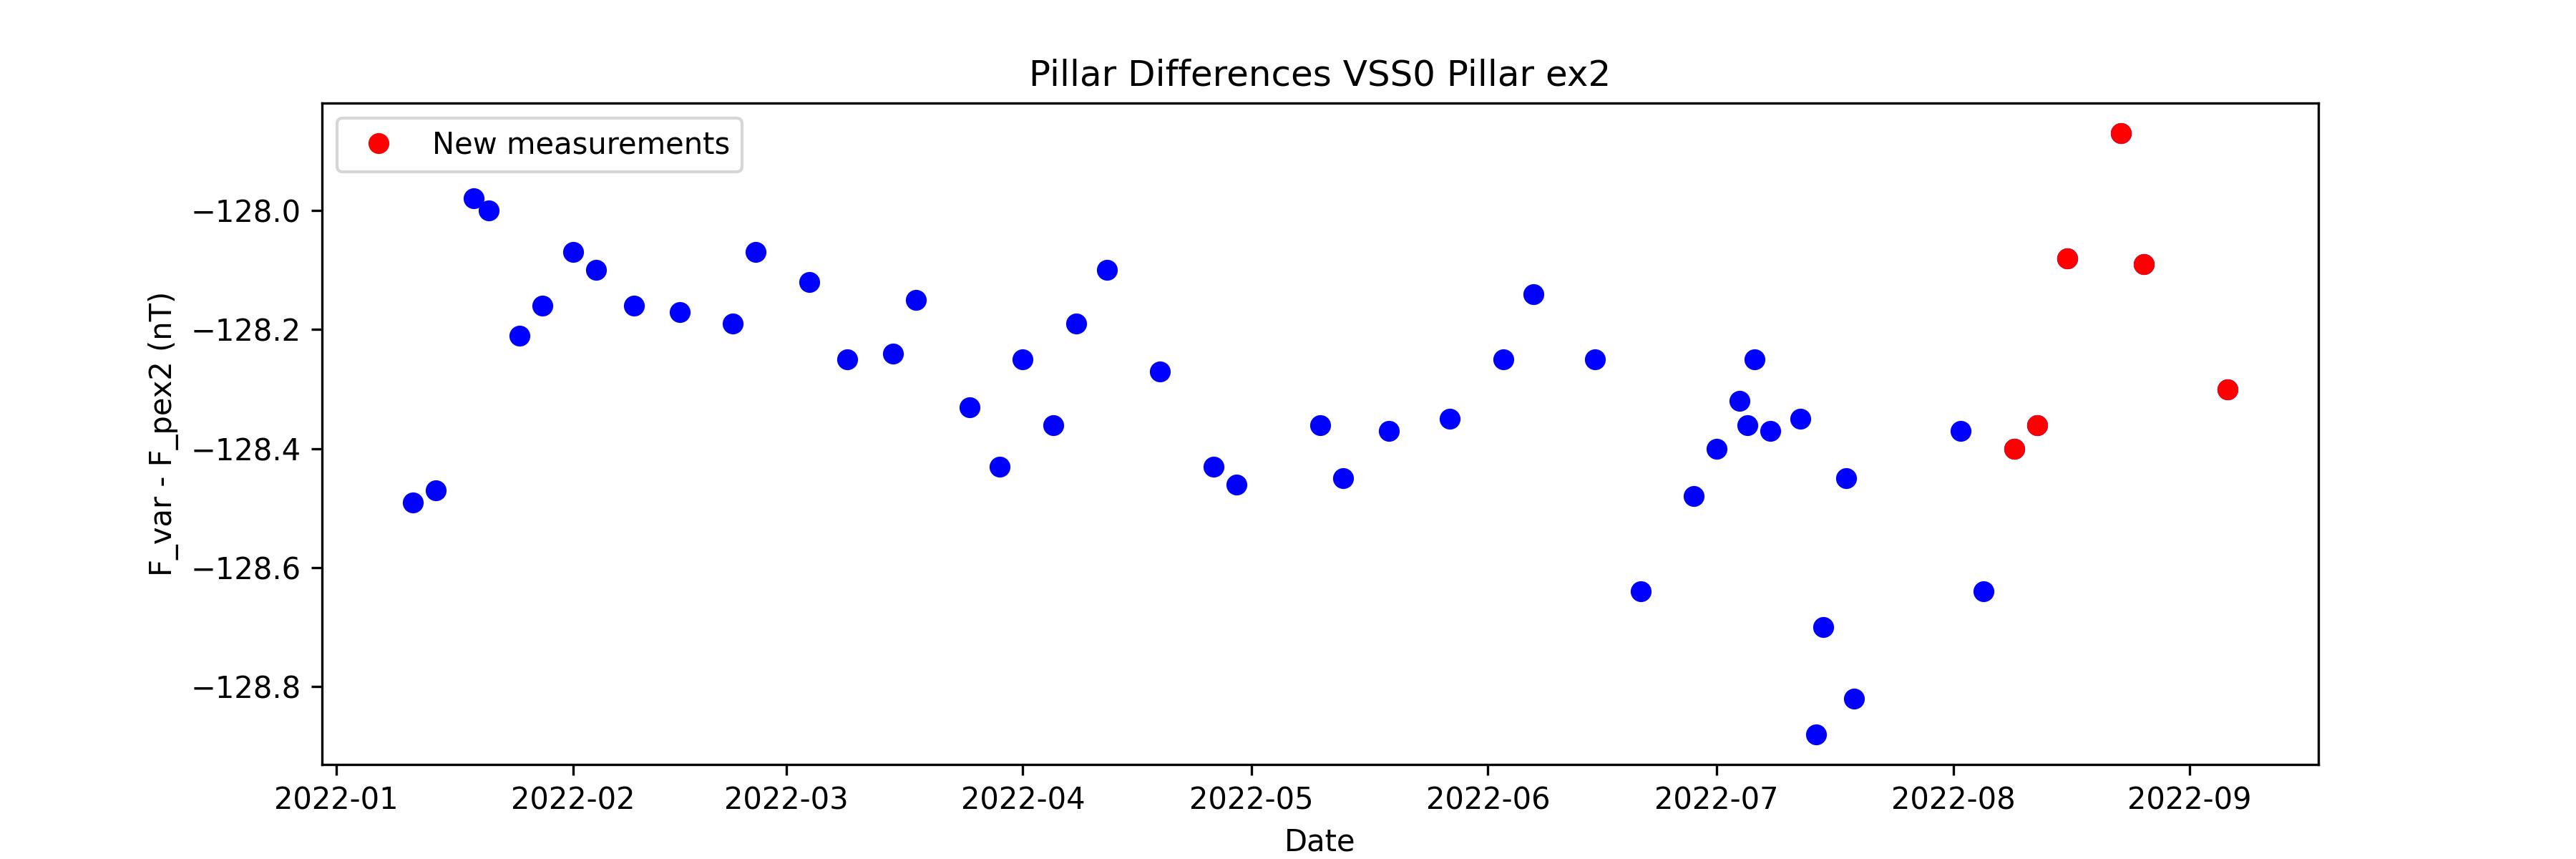 Pillar Differences VSS0 Pillar ex2
New measurements
F_var - F_pex2 (nT)
−128.0
−128.2
−128.4
−128.6
−128.8
2022-01 2022-02 2022-03 2022-04 2022-05 2022-06 2022-07 2022-08 2022-09
Date